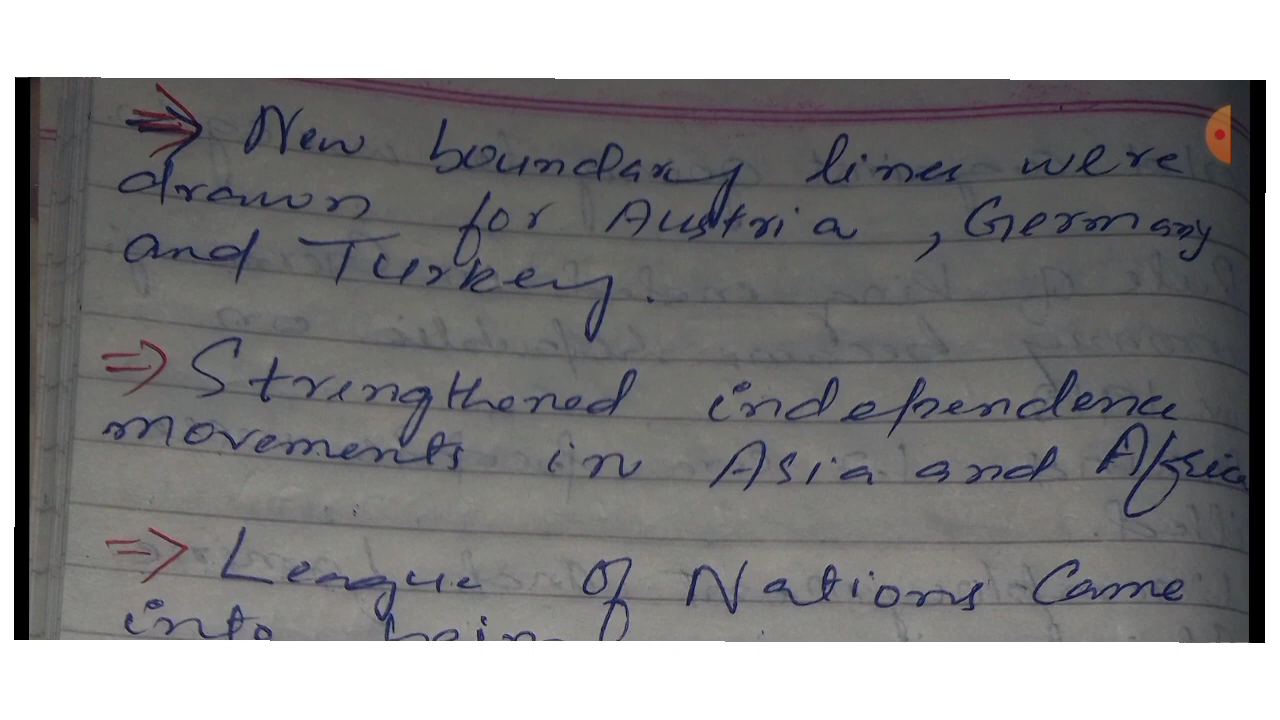 ⇒ New boundary lines were
drawn for Austria , Germany
and Turkey.
⇒ Strengthened independence
movements in Asia and Africa
⇒ League Of Nations Came
into